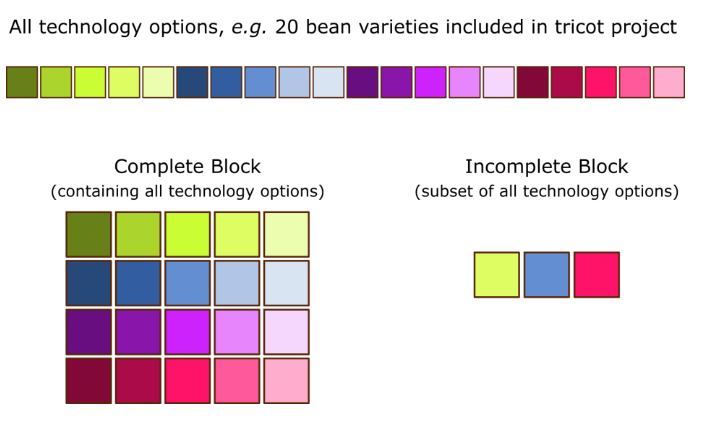 All technology options, e.g. 20 bean varieties included in tricot project
Complete Block
(containing all technology options)
Incomplete Block
(subset of all technology options)